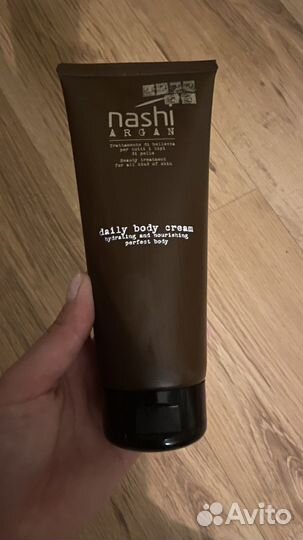 nashi
ARGAN
Trattamento di bellezza
per tutti i tipi
di pelle
Beauty treatment
for all kind of skin
daily body cream
hydrating and nourishing
perfect body
Avito